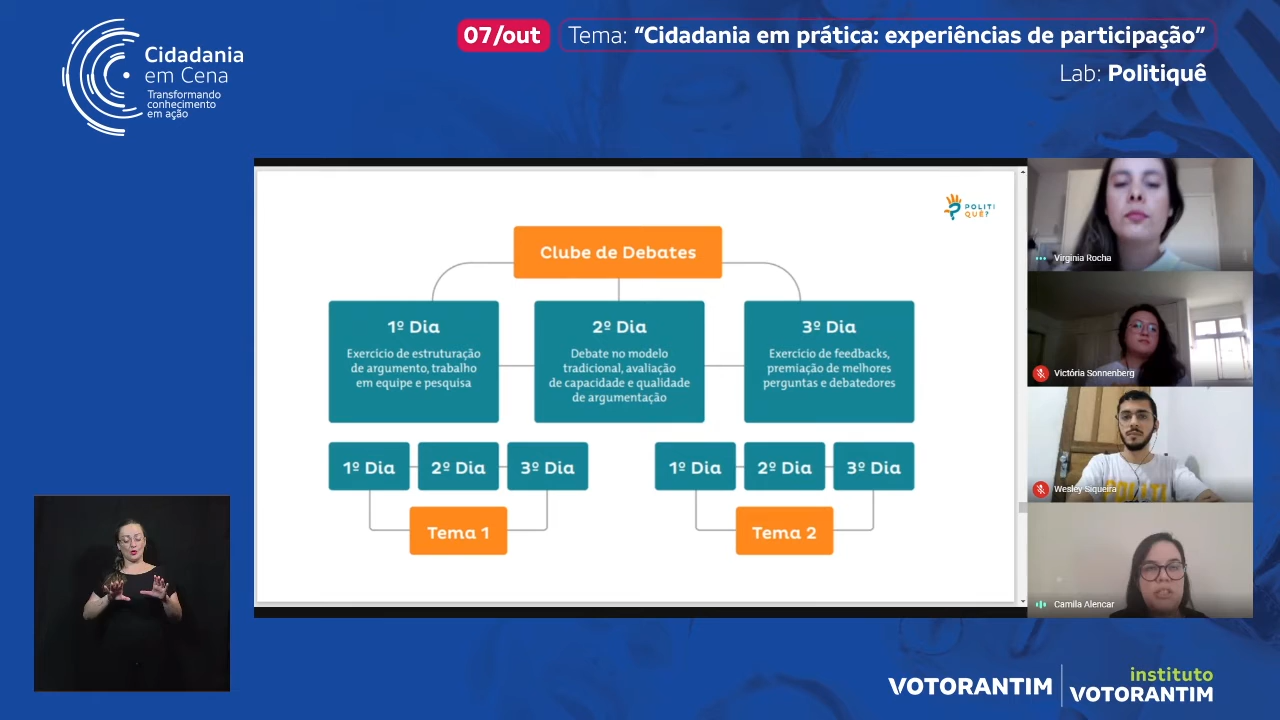 Cidadania
em Cena
Transformando
conhecimento
em ação
07/out
Tema: “Cidadania em prática: experiências de participação”
Lab: Politiquê
POLITI
QUÊ?
Clube de Debates
1º Dia
Exercício de estruturação
de argumento, trabalho
em equipe e pesquisa
2º Dia
Debate no modelo
tradicional, avaliação
de capacidade e qualidade
de argumentação
3º Dia
Exercicio de feedbacks,
premiação de melhores
perguntas e debatedores
1º Dia
2º Dia
3º Dia
Tema 1
1º Dia
2º Dia
3º Dia
Tema 2
Virginia Rocha
Victória Sonnenberg
Wesley Siqueira
POLITI
Camila Alencar
VOTORANTIM
instituto
VOTORANTIM